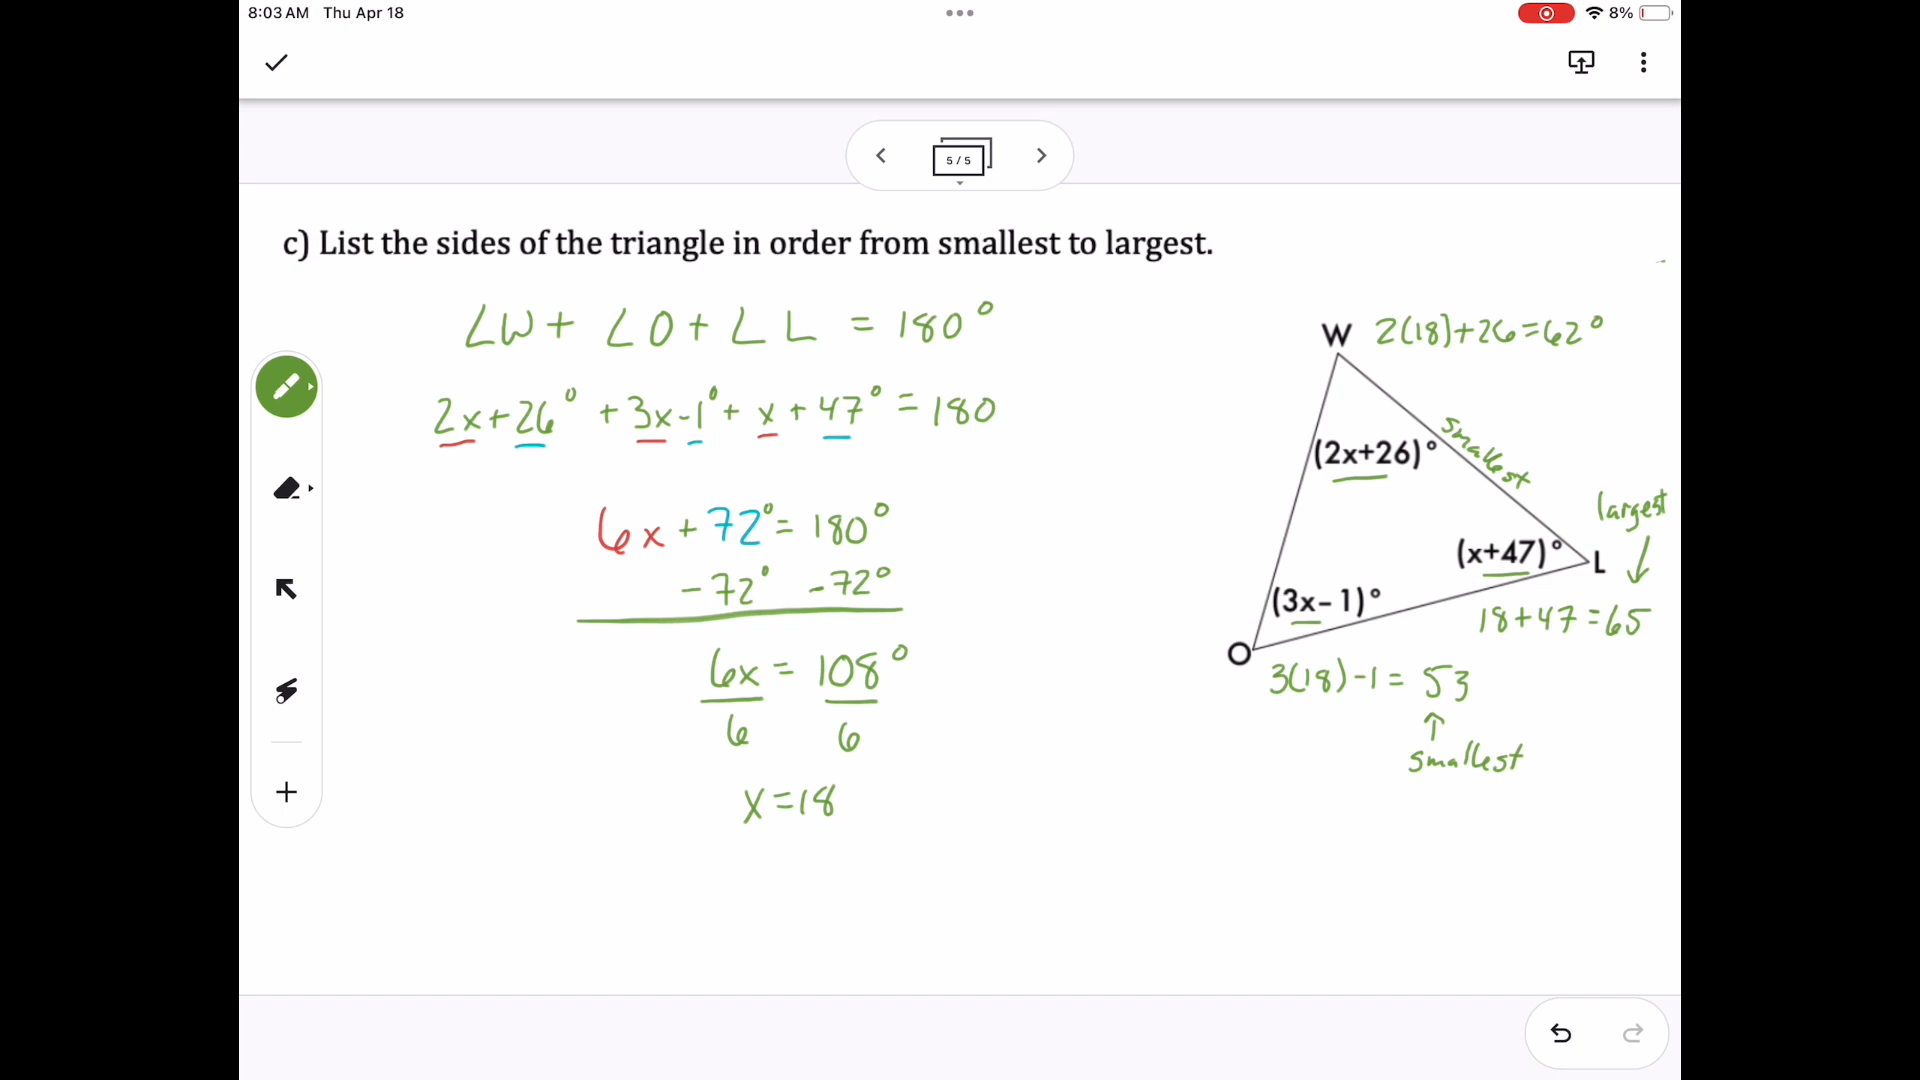 8:03 AM Thu Apr 18
8%
5 / 5
c) List the sides of the triangle in order from smallest to largest.
∠W + ∠O + ∠L = 180°
2x+26° + 3x-1° + x + 47° = 180
6x + 72° = 180°
-72° -72°
6x = 108°
6 6
x = 18
W 2(18)+26=62°
smallest
(2x+26)°
largest
(x+47)° L
↓
(3x-1)°
18+47=65
O
3(18)-1= 53
↑
smallest